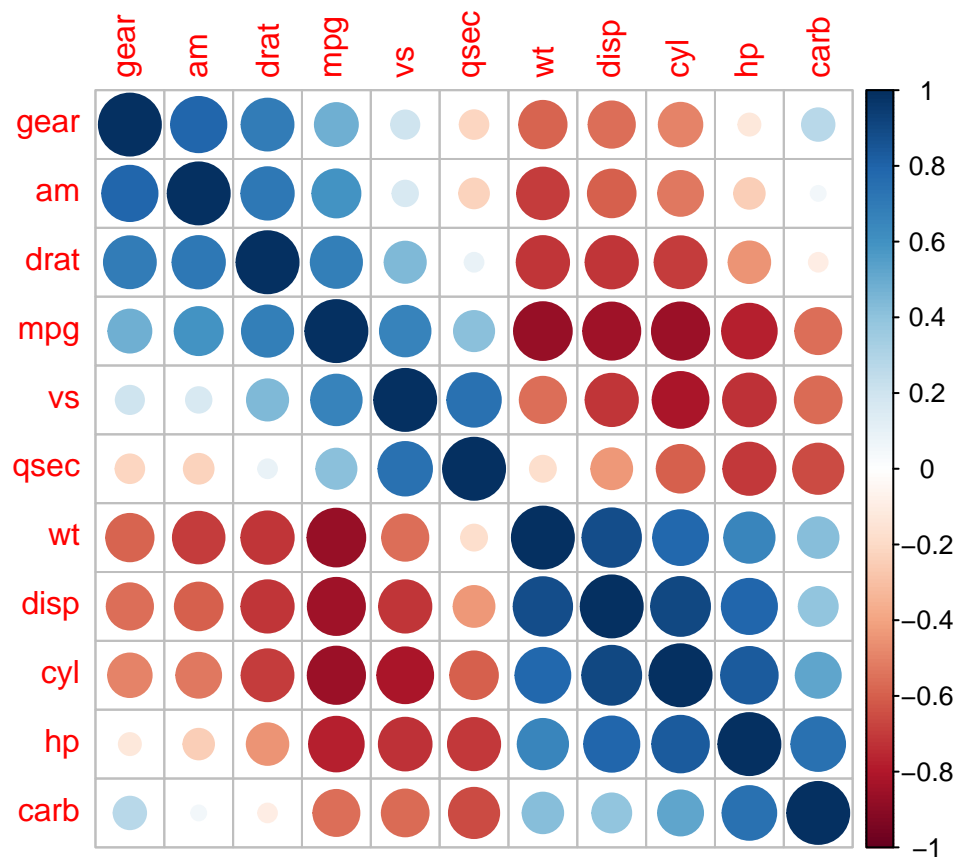 gear am drat mpg vs qsec wt disp cyl hp carb
gear
am
drat
mpg
vs
qsec
wt
disp
cyl
hp
carb
1
0.8
0.6
0.4
0.2
0
−0.2
−0.4
−0.6
−0.8
−1